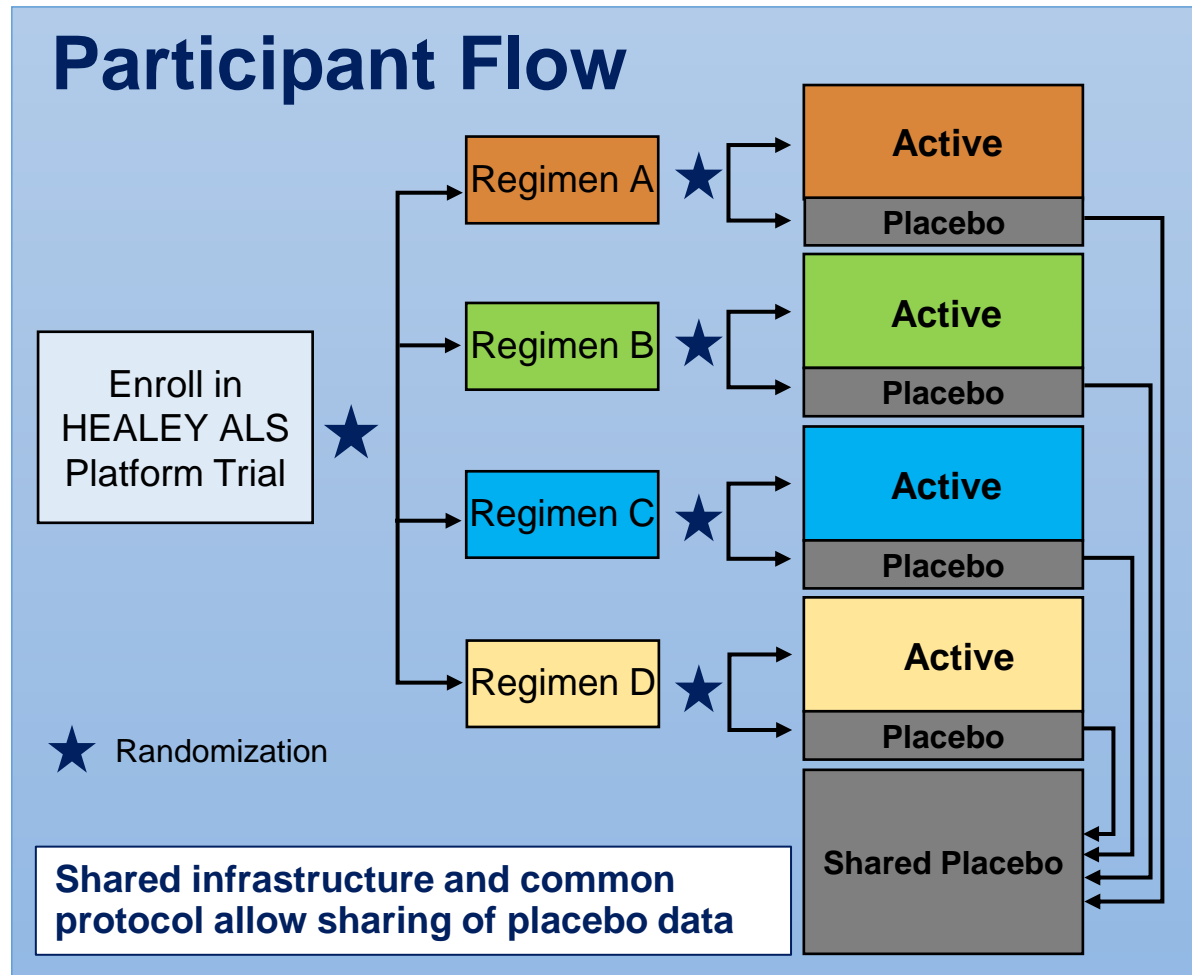 Participant Flow
Enroll in
HEALEY ALS
Platform Trial
Regimen A
Active
Placebo
Regimen B
Active
Placebo
Regimen C
Active
Placebo
Regimen D
Active
Placebo
Shared Placebo
Randomization
Shared infrastructure and common
protocol allow sharing of placebo data